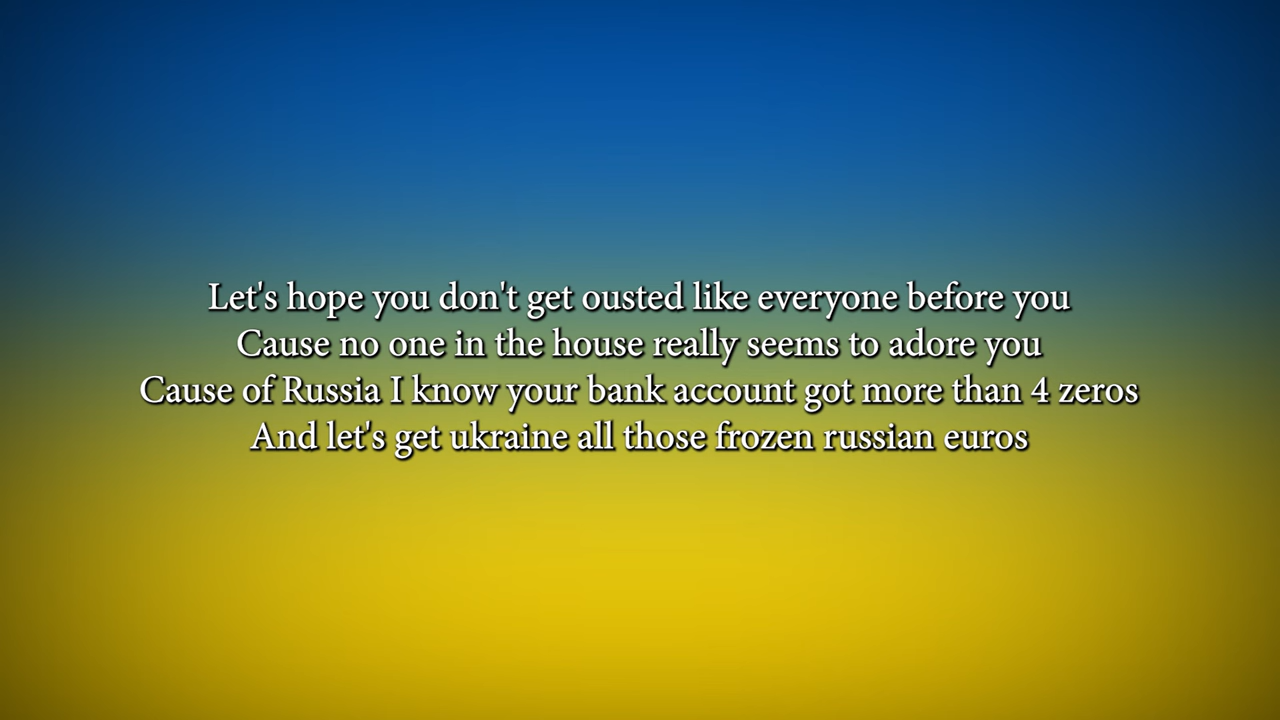 Let's hope you don't get ousted like everyone before you
Cause no one in the house really seems to adore you
Cause of Russia I know your bank account got more than 4 zeros
And let's get ukraine all those frozen russian euros